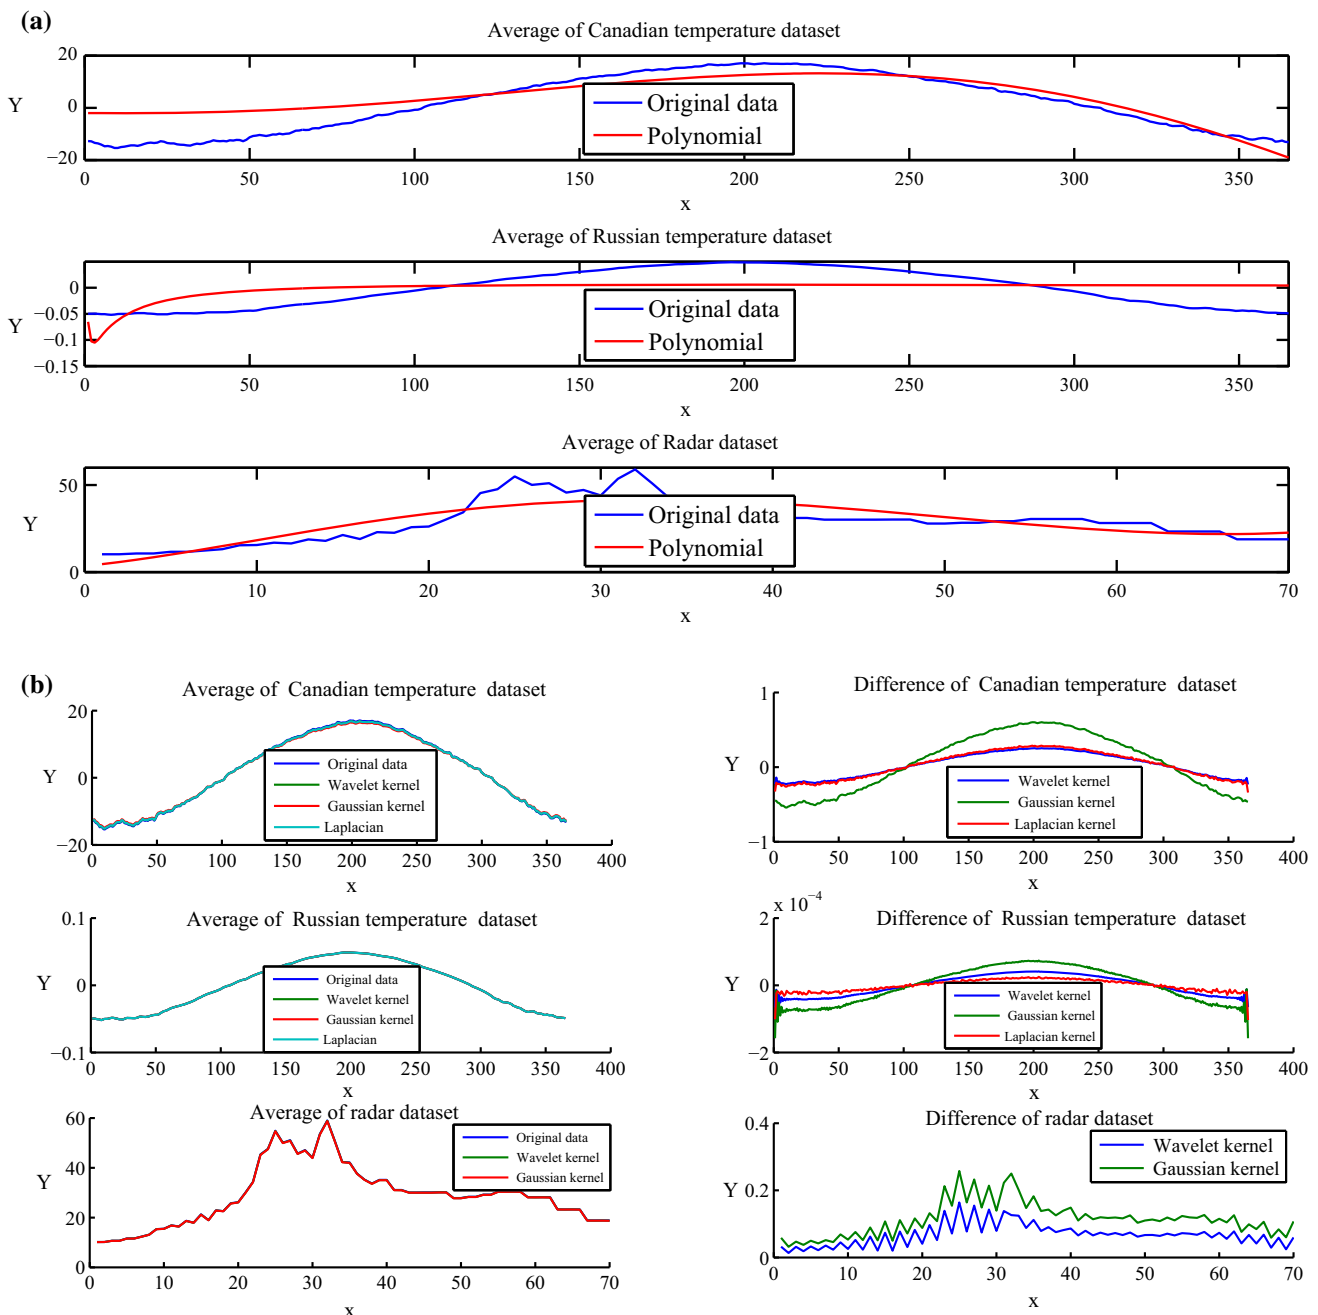 (a)
Average of Canadian temperature dataset
Y
20
0
−20
Original data
Polynomial
0 50 100 150 200 250 300 350
x
Average of Russian temperature dataset
Y
0
−0.05
−0.1
−0.15
Original data
Polynomial
0 50 100 150 200 250 300 350
x
Average of Radar dataset
Y
50
0
Original data
Polynomial
0 10 20 30 40 50 60 70
x
(b)
Average of Canadian temperature dataset
Y
20
0
−20
Original data
Wavelet kernel
Gaussian kernel
Laplacian
0 50 100 150 200 250 300 350 400
x
Difference of Canadian temperature dataset
Y
1
0
−1
Wavelet kernel
Gaussian kernel
Laplacian kernel
0 50 100 150 200 250 300 350 400
x
Average of Russian temperature dataset
Y
0.1
0
−0.1
Original data
Wavelet kernel
Gaussian kernel
Laplacian
0 50 100 150 200 250 300 350 400
x
x 10⁻⁴
Difference of Russian temperature dataset
Y
2
0
−2
Wavelet kernel
Gaussian kernel
Laplacian kernel
0 50 100 150 200 250 300 350 400
x
Average of radar dataset
Y
60
40
20
0
Original data
Wavelet kernel
Gaussian kernel
0 10 20 30 40 50 60 70
x
Difference of radar dataset
Y
0.4
0.2
0
Wavelet kernel
Gaussian kernel
0 10 20 30 40 50 60 70
x